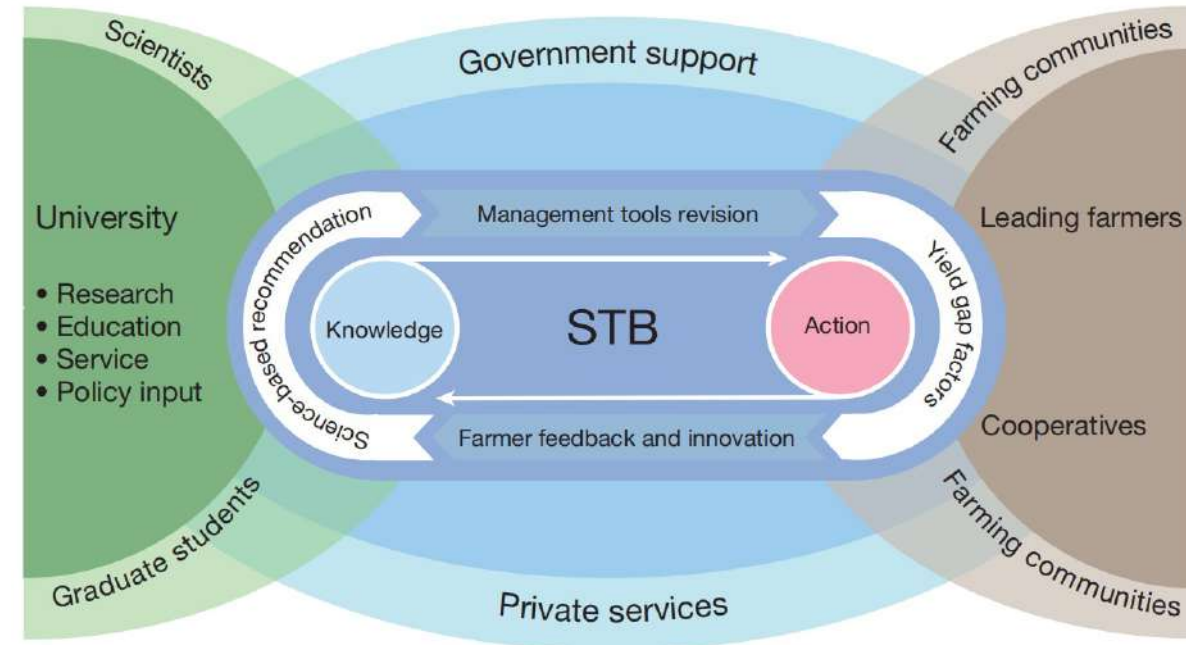 Scientists
Government support
Farming communities
University
• Research
• Education
• Service
• Policy input
Science-based recommendation
Management tools revision
Yield gap factors
Leading farmers
Knowledge
STB
Action
Farmer feedback and innovation
Cooperatives
Graduate students
Private services
Farming communities